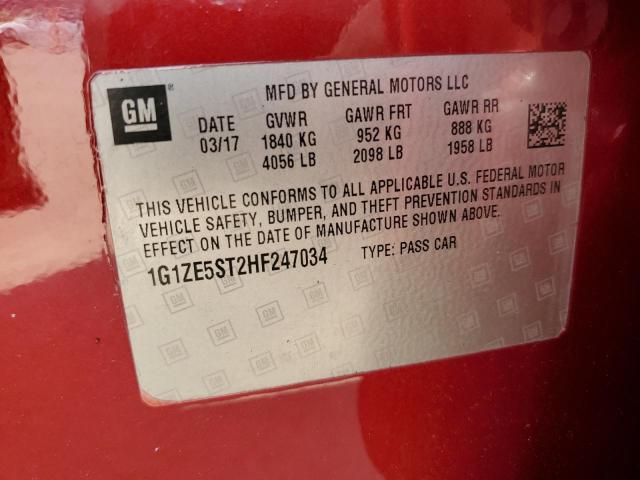 GM ®
MFD BY GENERAL MOTORS LLC
DATE GVWR GAWR FRT GAWR RR
03/17 1840 KG 952 KG 888 KG
4056 LB 2098 LB 1958 LB
THIS VEHICLE CONFORMS TO ALL APPLICABLE U.S. FEDERAL MOTOR
VEHICLE SAFETY, BUMPER, AND THEFT PREVENTION STANDARDS IN
EFFECT ON THE DATE OF MANUFACTURE SHOWN ABOVE.
1G1ZE5ST2HF247034 TYPE: PASS CAR